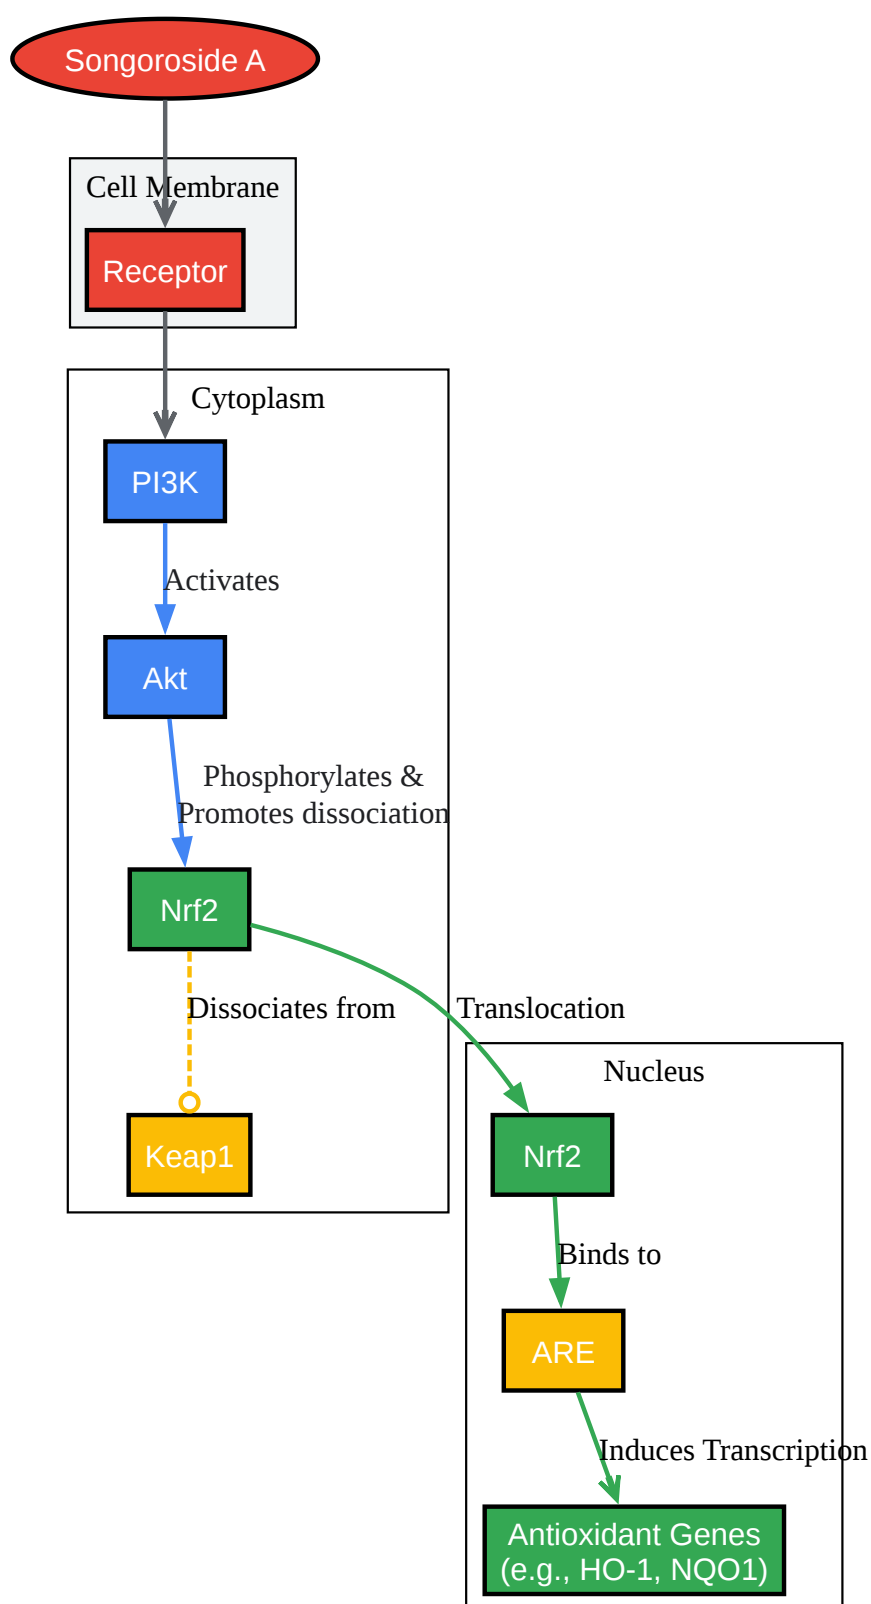 Songoroside A
Cell Membrane
Receptor
Cytoplasm
PI3K
Activates
Akt
Phosphorylates &
Promotes dissociation
Nrf2
Dissociates from
Translocation
Keap1
Nucleus
Nrf2
Binds to
ARE
Induces Transcription
Antioxidant Genes
(e.g., HO-1, NQO1)